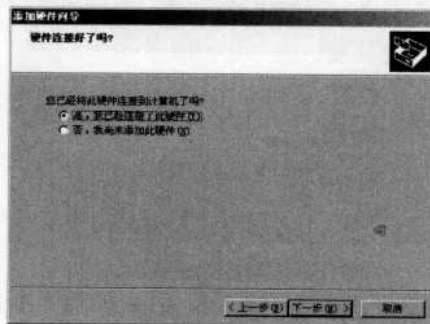 添加硬件向导
硬件连接好了吗?
您已经将此硬件连接到计算机了吗?
是,我已经连接了此硬件(Y)
否,我尚未添加此硬件(N)
< 上一步(B) 下一步(N) > 取消